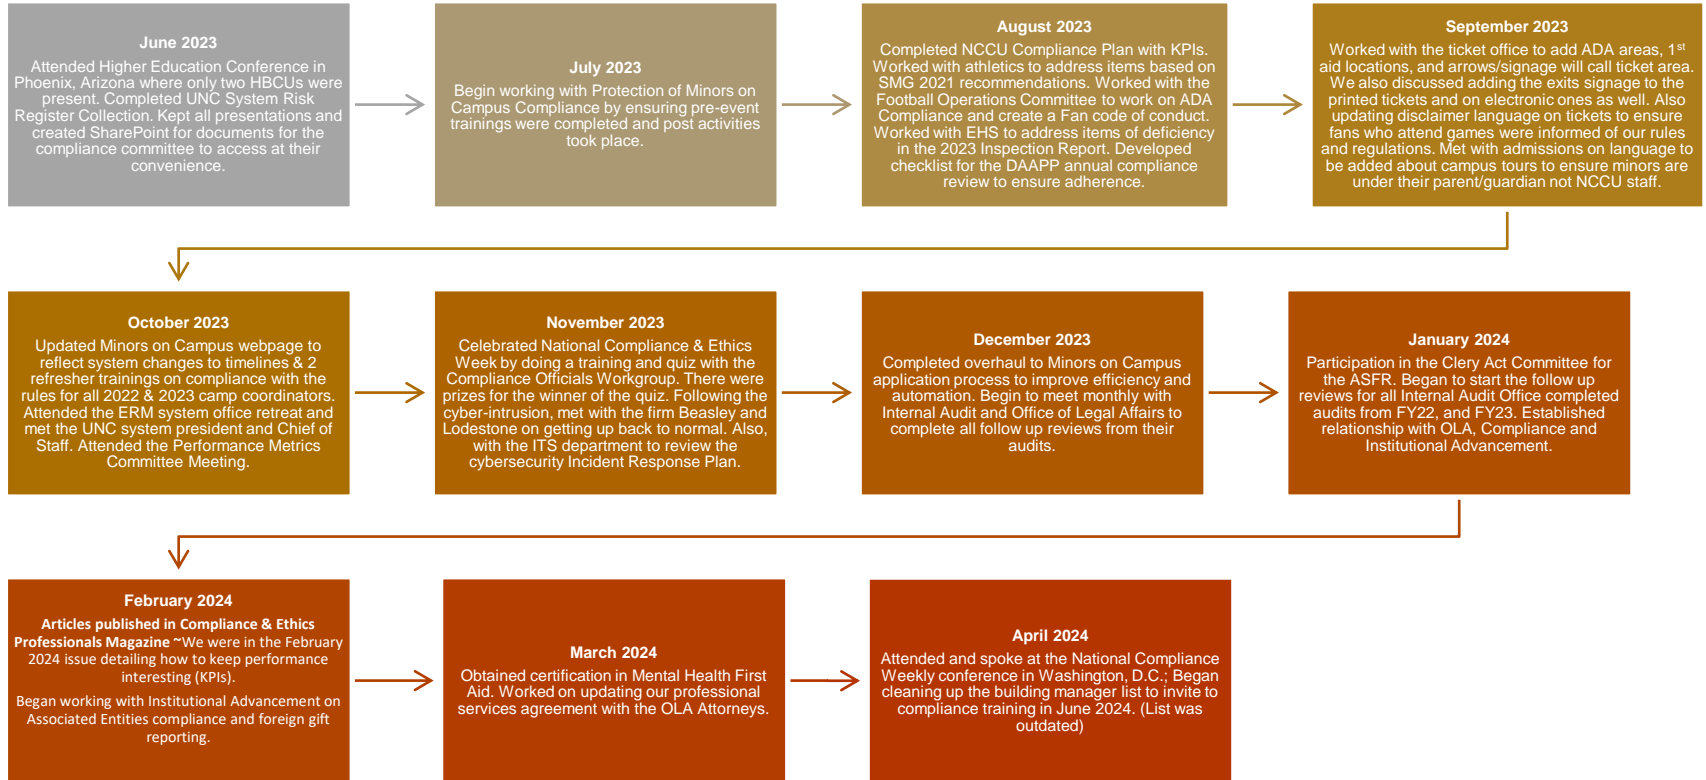 June 2023
Attended Higher Education Conference in
Phoenix, Arizona where only two HBCUs were
present. Completed UNC System Risk
Register Collection. Kept all presentations and
created SharePoint for documents for the
compliance committee to access at their
convenience.
July 2023
Begin working with Protection of Minors on
Campus Compliance by ensuring pre-event
trainings were completed and post activities
took place.
August 2023
Completed NCCU Compliance Plan with KPIs.
Worked with athletics to address items based on
SMG 2021 recommendations. Worked with the
Football Operations Committee to work on ADA
Compliance and create a Fan code of conduct.
Worked with EHS to address items of deficiency
in the 2023 Inspection Report. Developed
checklist for the DAAPP annual compliance
review to ensure adherence.
September 2023
Worked with the ticket office to add ADA areas, 1st
aid locations, and arrows/signage will call ticket area.
We also discussed adding the exits signage to the
printed tickets and on electronic ones as well. Also
updating disclaimer language on tickets to ensure
fans who attend games were informed of our rules
and regulations. Met with admissions on language to
be added about campus tours to ensure minors are
under their parent/guardian not NCCU staff.
October 2023
Updated Minors on Campus webpage to
reflect system changes to timelines & 2
refresher trainings on compliance with the
rules for all 2022 & 2023 camp coordinators.
Attended the ERM system office retreat and
met the UNC system president and Chief of
Staff. Attended the Performance Metrics
Committee Meeting.
November 2023
Celebrated National Compliance & Ethics
Week by doing a training and quiz with the
Compliance Officials Workgroup. There were
prizes for the winner of the quiz. Following the
cyber-intrusion, met with the firm Beasley and
Lodestone on getting up back to normal. Also,
with the ITS department to review the
cybersecurity Incident Response Plan.
December 2023
Completed overhaul to Minors on Campus
application process to improve efficiency and
automation. Begin to meet monthly with
Internal Audit and Office of Legal Affairs to
complete all follow up reviews from their
audits.
January 2024
Participation in the Clery Act Committee for
the ASFR. Began to start the follow up
reviews for all Internal Audit Office completed
audits from FY22, and FY23. Established
relationship with OLA, Compliance and
Institutional Advancement.
February 2024
Articles published in Compliance & Ethics
Professionals Magazine ~We were in the February
2024 issue detailing how to keep performance
interesting (KPIs).
Began working with Institutional Advancement on
Associated Entities compliance and foreign gift
reporting.
March 2024
Obtained certification in Mental Health First
Aid. Worked on updating our professional
services agreement with the OLA Attorneys.
April 2024
Attended and spoke at the National Compliance
Weekly conference in Washington, D.C.; Began
cleaning up the building manager list to invite to
compliance training in June 2024. (List was
outdated)